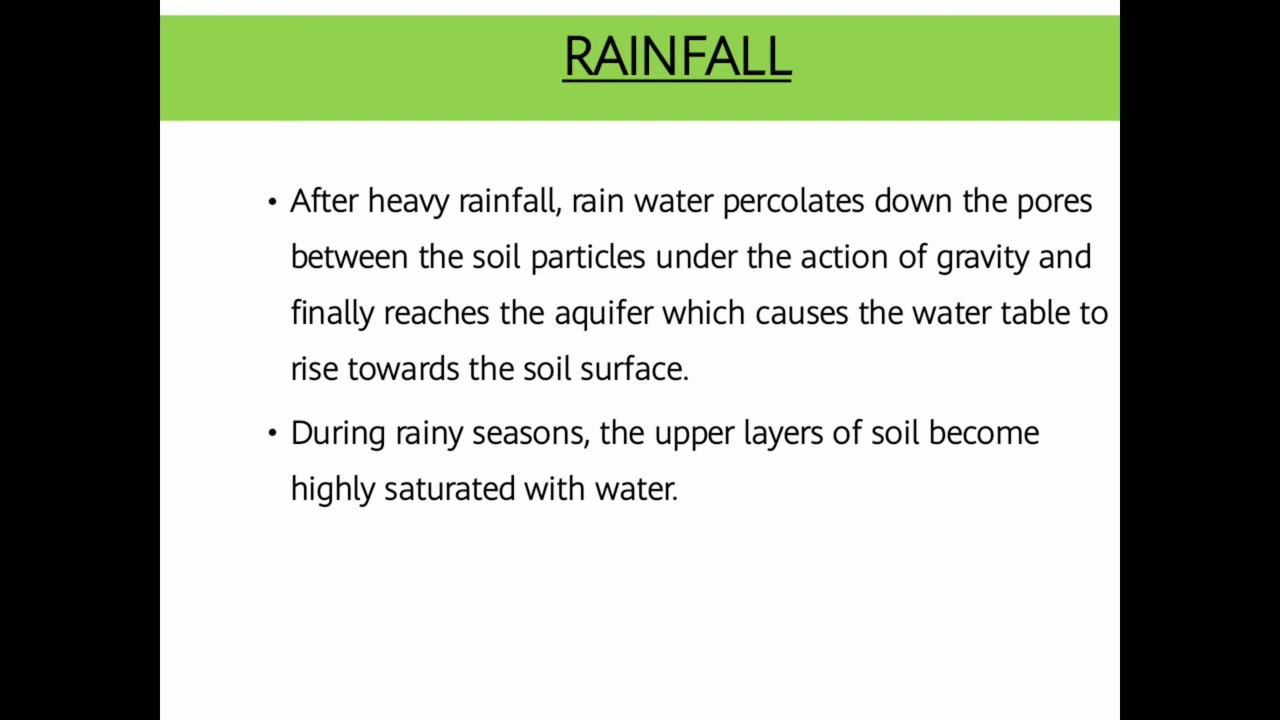 RAINFALL
• After heavy rainfall, rain water percolates down the pores
between the soil particles under the action of gravity and
finally reaches the aquifer which causes the water table to
rise towards the soil surface.
• During rainy seasons, the upper layers of soil become
highly saturated with water.